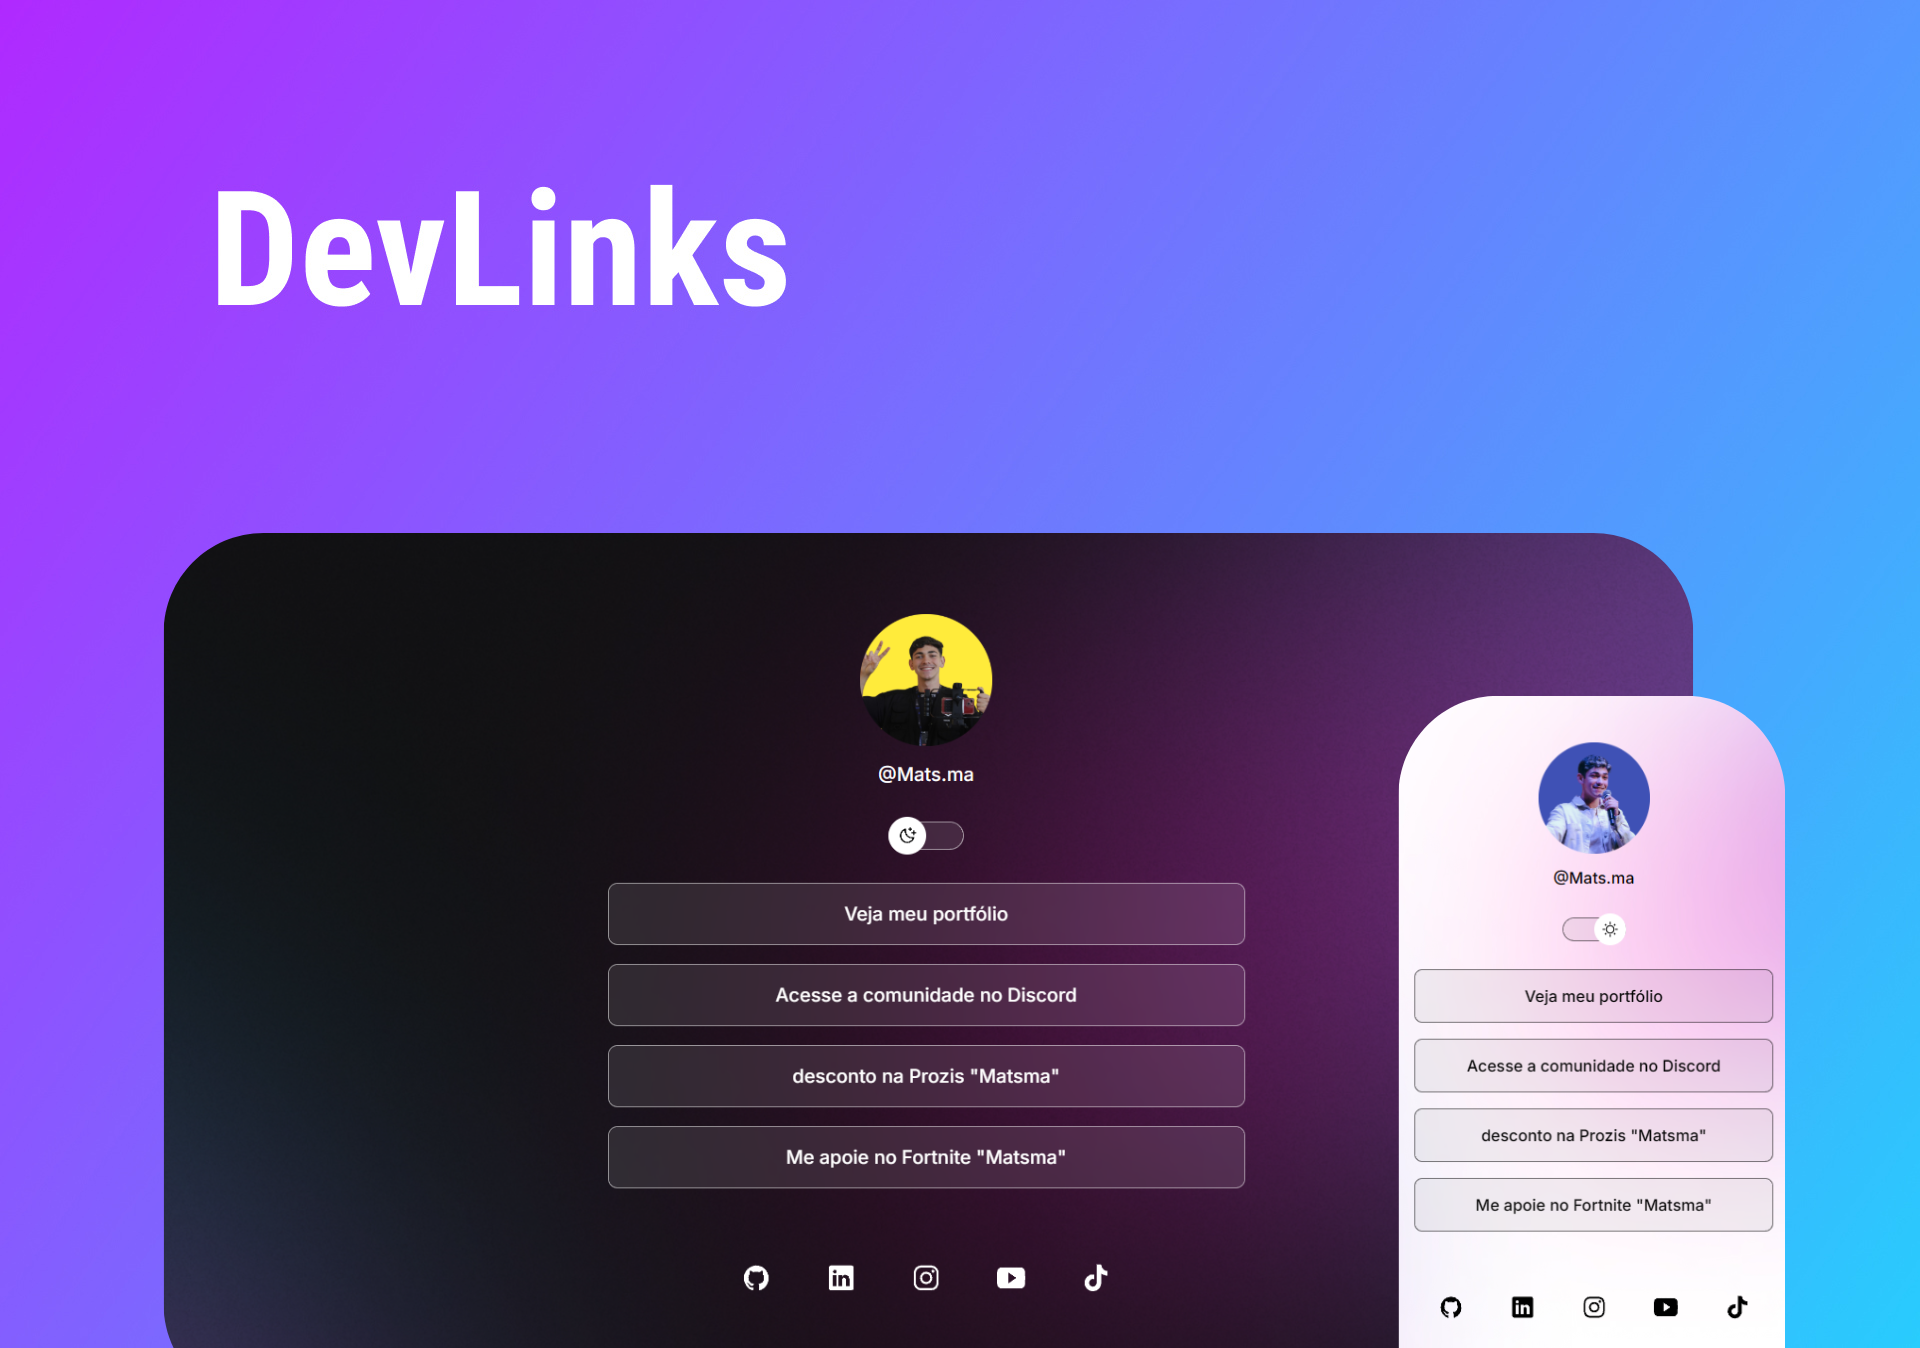 DevLinks
@Mats.ma
Veja meu portfólio
Acesse a comunidade no Discord
desconto na Prozis "Matsma"
Me apoie no Fortnite "Matsma"
@Mats.ma
Veja meu portfólio
Acesse a comunidade no Discord
desconto na Prozis "Matsma"
Me apoie no Fortnite "Matsma"